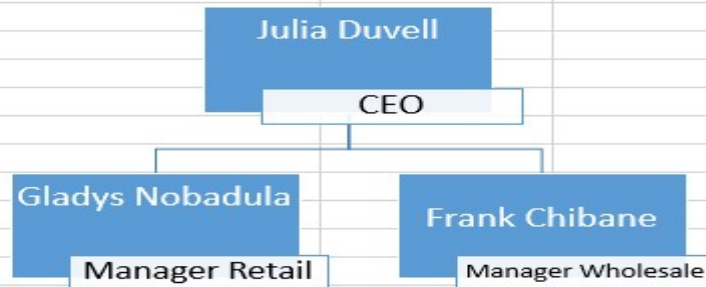 Julia Duvell
CEO
Gladys Nobadula
Manager Retail
Frank Chibane
Manager Wholesale